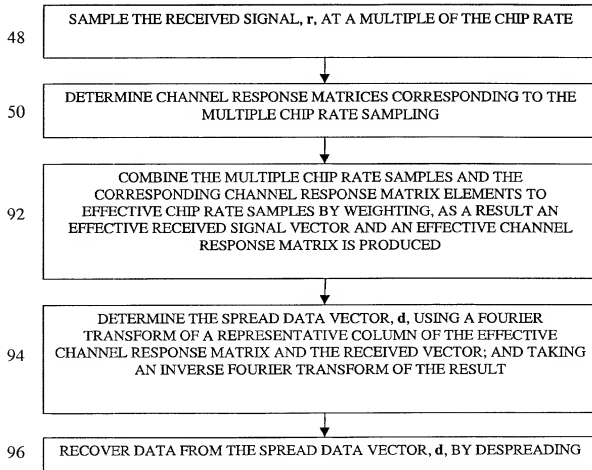 48
SAMPLE THE RECEIVED SIGNAL, r, AT A MULTIPLE OF THE CHIP RATE
50
DETERMINE CHANNEL RESPONSE MATRICES CORRESPONDING TO THE
MULTIPLE CHIP RATE SAMPLING
92
COMBINE THE MULTIPLE CHIP RATE SAMPLES AND THE
CORRESPONDING CHANNEL RESPONSE MATRIX ELEMENTS TO
EFFECTIVE CHIP RATE SAMPLES BY WEIGHTING, AS A RESULT AN
EFFECTIVE RECEIVED SIGNAL VECTOR AND AN EFFECTIVE CHANNEL
RESPONSE MATRIX IS PRODUCED
94
DETERMINE THE SPREAD DATA VECTOR, d, USING A FOURIER
TRANSFORM OF A REPRESENTATIVE COLUMN OF THE EFFECTIVE
CHANNEL RESPONSE MATRIX AND THE RECEIVED VECTOR; AND TAKING
AN INVERSE FOURIER TRANSFORM OF THE RESULT
96
RECOVER DATA FROM THE SPREAD DATA VECTOR, d, BY DESPREADING